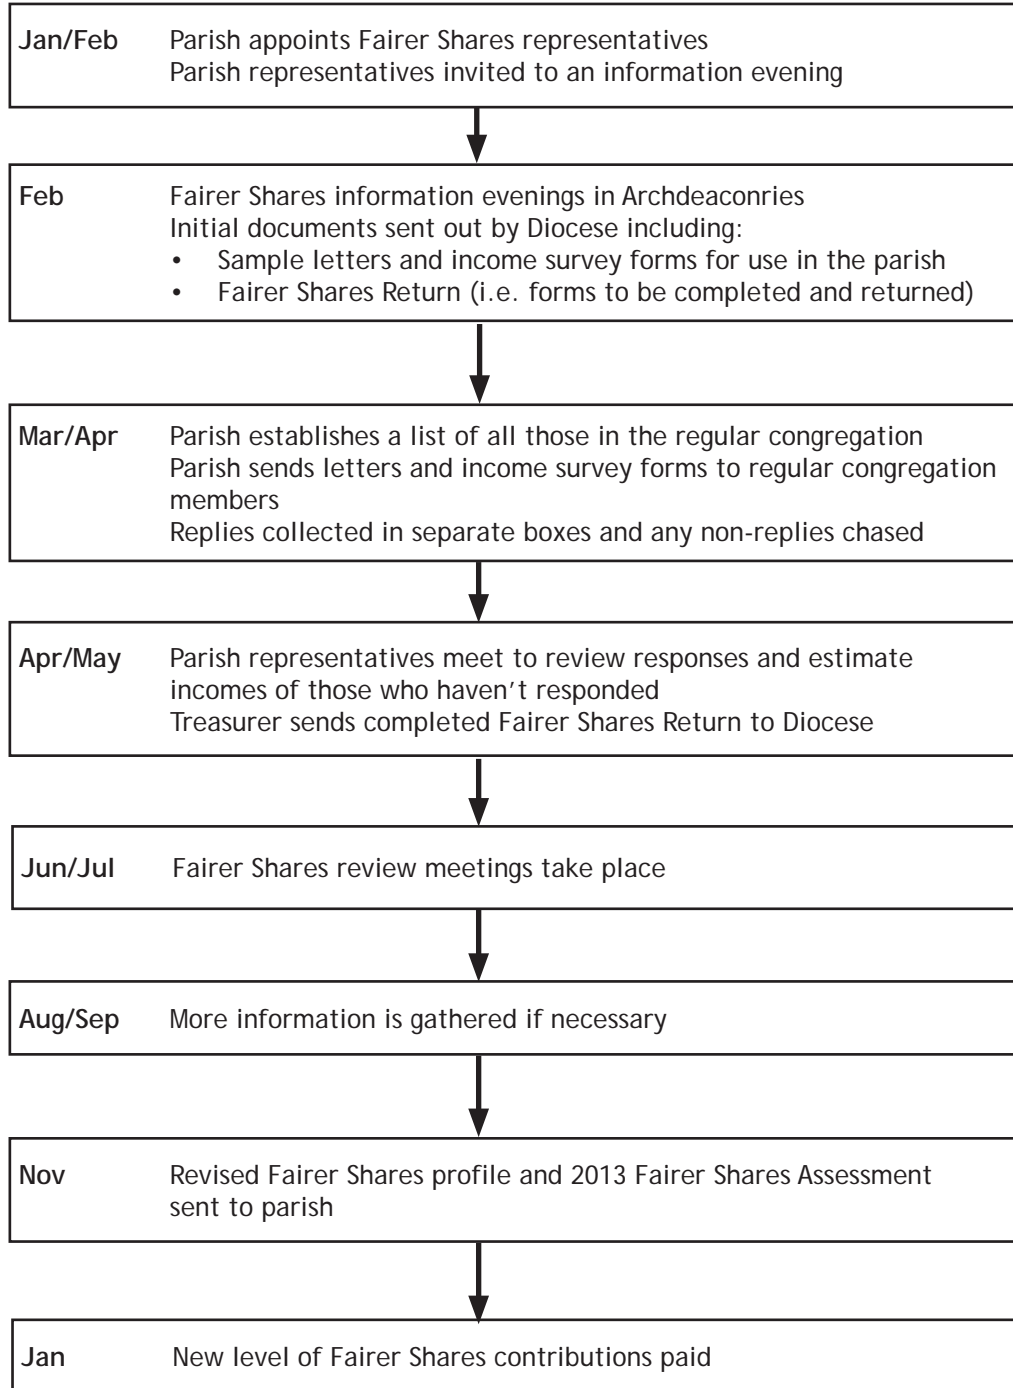 Jan/Feb Parish appoints Fairer Shares representatives
Parish representatives invited to an information evening
Feb Fairer Shares information evenings in Archdeaconries
Initial documents sent out by Diocese including:
• Sample letters and income survey forms for use in the parish
• Fairer Shares Return (i.e. forms to be completed and returned)
Mar/Apr Parish establishes a list of all those in the regular congregation
Parish sends letters and income survey forms to regular congregation
members
Replies collected in separate boxes and any non-replies chased
Apr/May Parish representatives meet to review responses and estimate
incomes of those who haven't responded
Treasurer sends completed Fairer Shares Return to Diocese
Jun/Jul Fairer Shares review meetings take place
Aug/Sep More information is gathered if necessary
Nov Revised Fairer Shares profile and 2013 Fairer Shares Assessment
sent to parish
Jan New level of Fairer Shares contributions paid